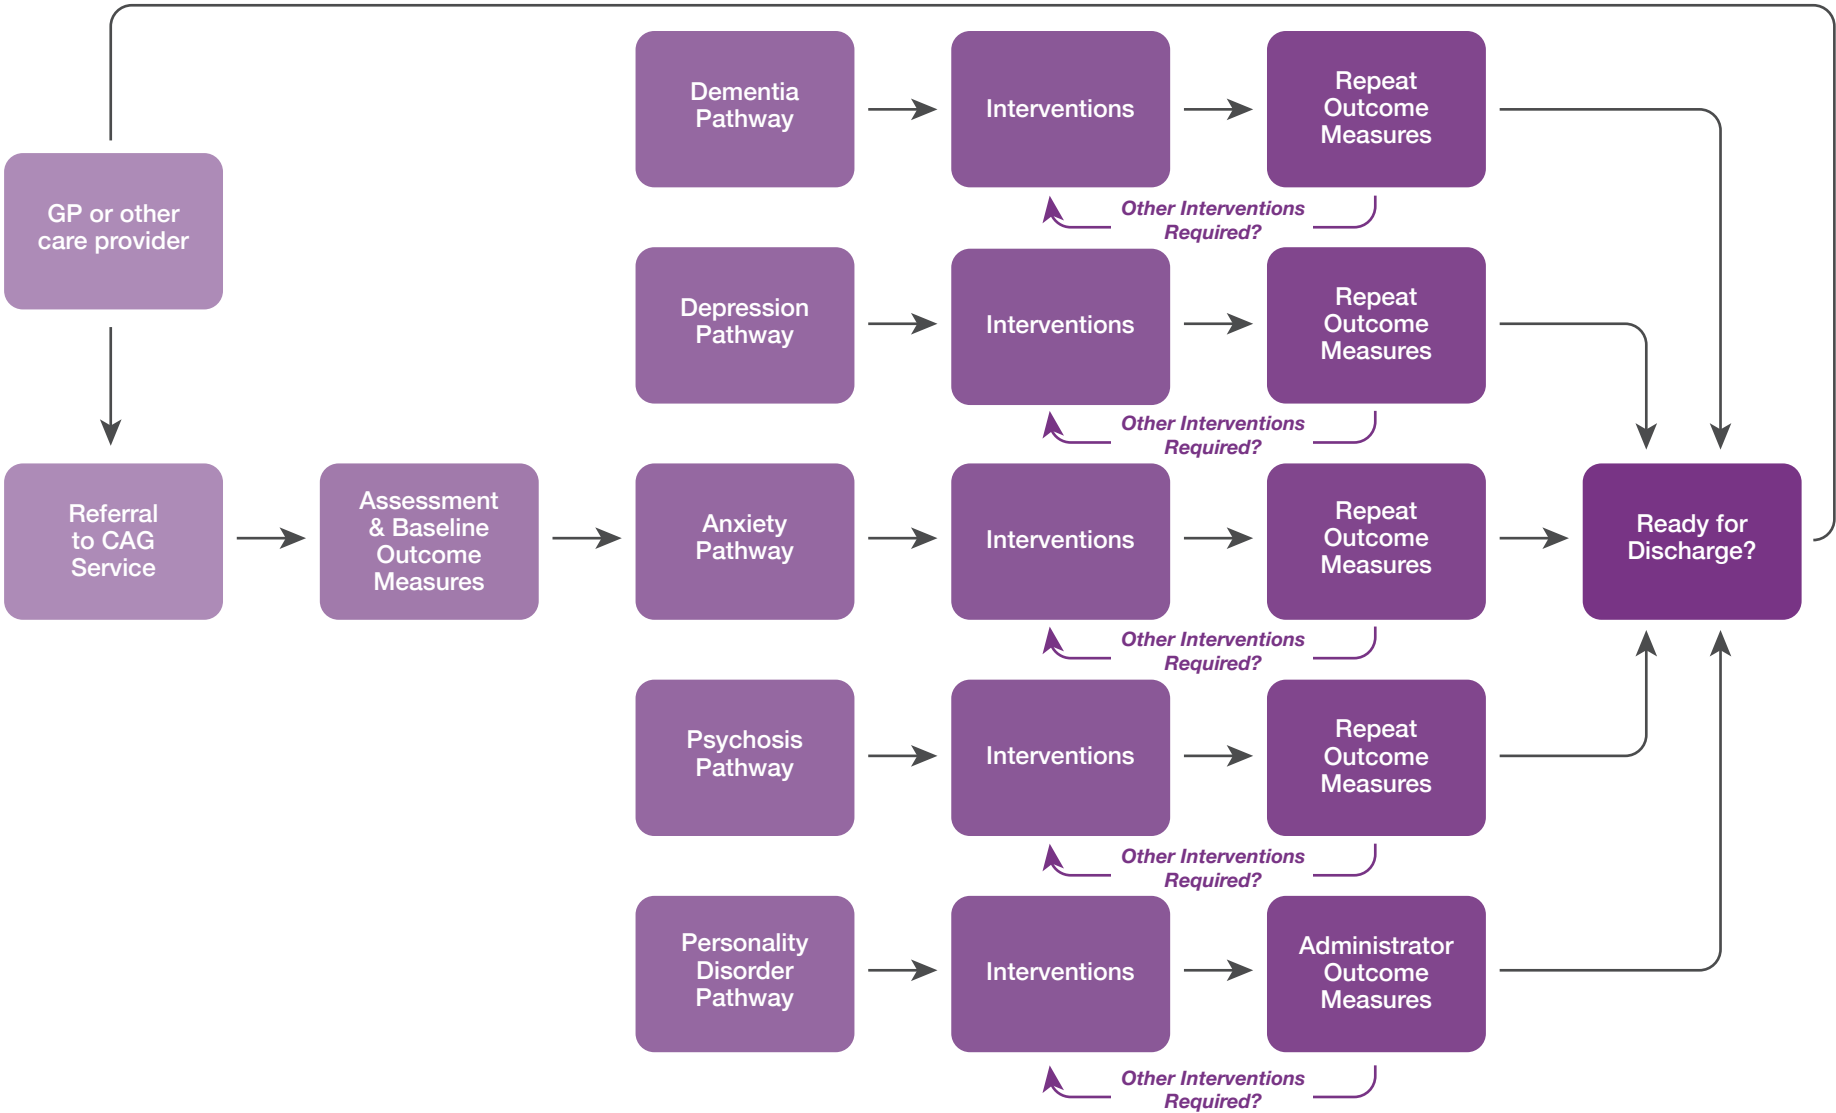 GP or other
care provider
Referral
to CAG
Service
Assessment
& Baseline
Outcome
Measures
Dementia
Pathway
Interventions
Repeat
Outcome
Measures
Other Interventions
Required?
Depression
Pathway
Interventions
Repeat
Outcome
Measures
Other Interventions
Required?
Anxiety
Pathway
Interventions
Repeat
Outcome
Measures
Other Interventions
Required?
Psychosis
Pathway
Interventions
Repeat
Outcome
Measures
Other Interventions
Required?
Personality
Disorder
Pathway
Interventions
Administrator
Outcome
Measures
Other Interventions
Required?
Ready for
Discharge?